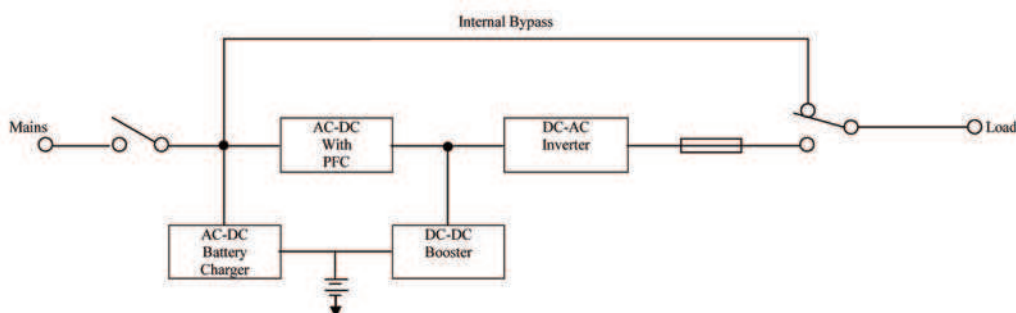 Internal Bypass
Mains
AC-DC
With
PFC
DC-AC
Inverter
Load
AC-DC
Battery
Charger
DC-DC
Booster